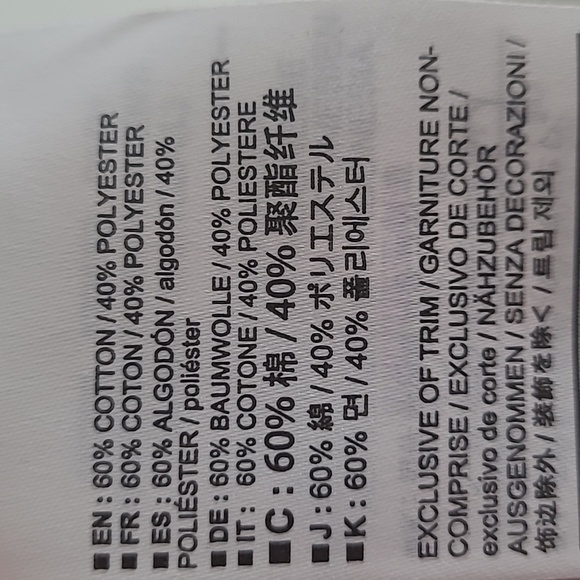 ■ EN : 60% COTTON / 40% POLYESTER
■ FR : 60% COTON / 40% POLYESTER
■ ES : 60% ALGODÓN / algodón / 40%
POLIÉSTER / poliéster
■ DE : 60% BAUMWOLLE / 40% POLYESTER
■ IT : 60% COTONE / 40% POLIESTERE
■ C : 60% 棉 / 40% 聚酯纤维
■ J : 60% 綿 / 40% ポリエステル
■ K : 60% 면 / 40% 폴리에스터
EXCLUSIVE OF TRIM / GARNITURE NON-
COMPRISE / EXCLUSIVO DE CORTE /
exclusivo de corte / NÄHZUBEHÖR
AUSGENOMMEN / SENZA DECORAZIONI /
饰边除外 / 装飾を除く / 트림 제외